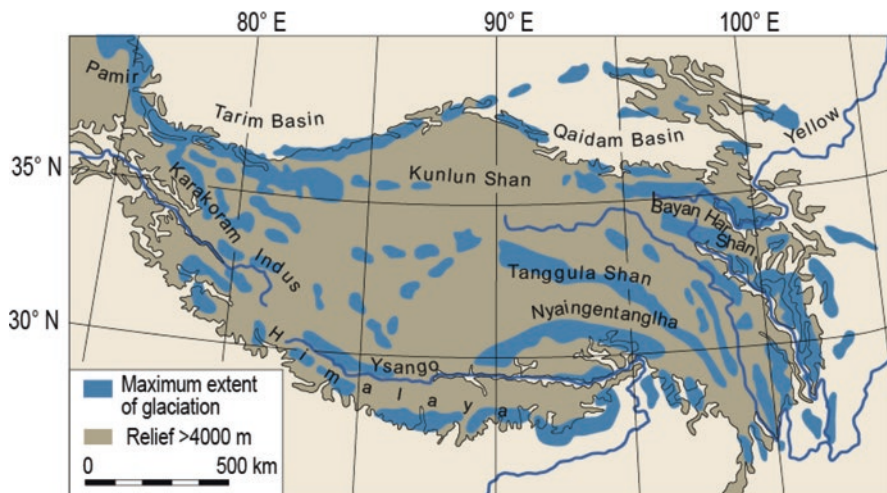 80° E 90° E 100° E
Pamir
Tarim Basin
Qaidam Basin
Yellow
35° N
Karakoram
Kunlun Shan
Bayan Har
Shan
Indus
Tanggula Shan
Nyaingentanglha
30° N
Himalaya
Ysango
Maximum extent
of glaciation
Relief >4000 m
0 500 km